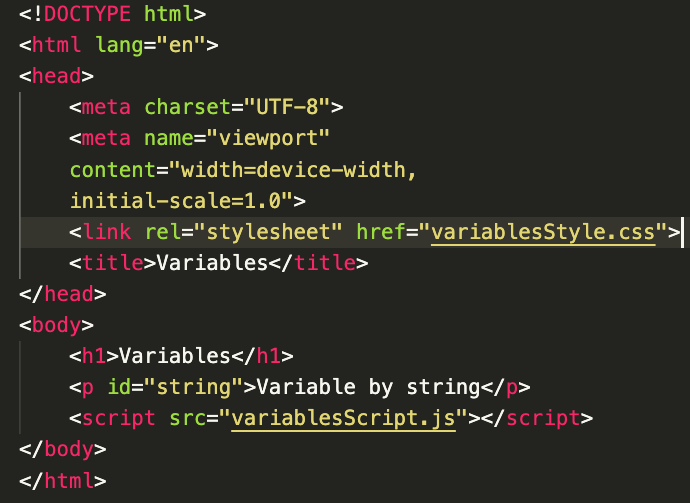 <!DOCTYPE html>
<html lang="en">
<head>
    <meta charset="UTF-8">
    <meta name="viewport"
    content="width=device-width,
    initial-scale=1.0">
    <link rel="stylesheet" href="variablesStyle.css">
    <title>Variables</title>
</head>
<body>
    <h1>Variables</h1>
    <p id="string">Variable by string</p>
    <script src="variablesScript.js"></script>
</body>
</html>